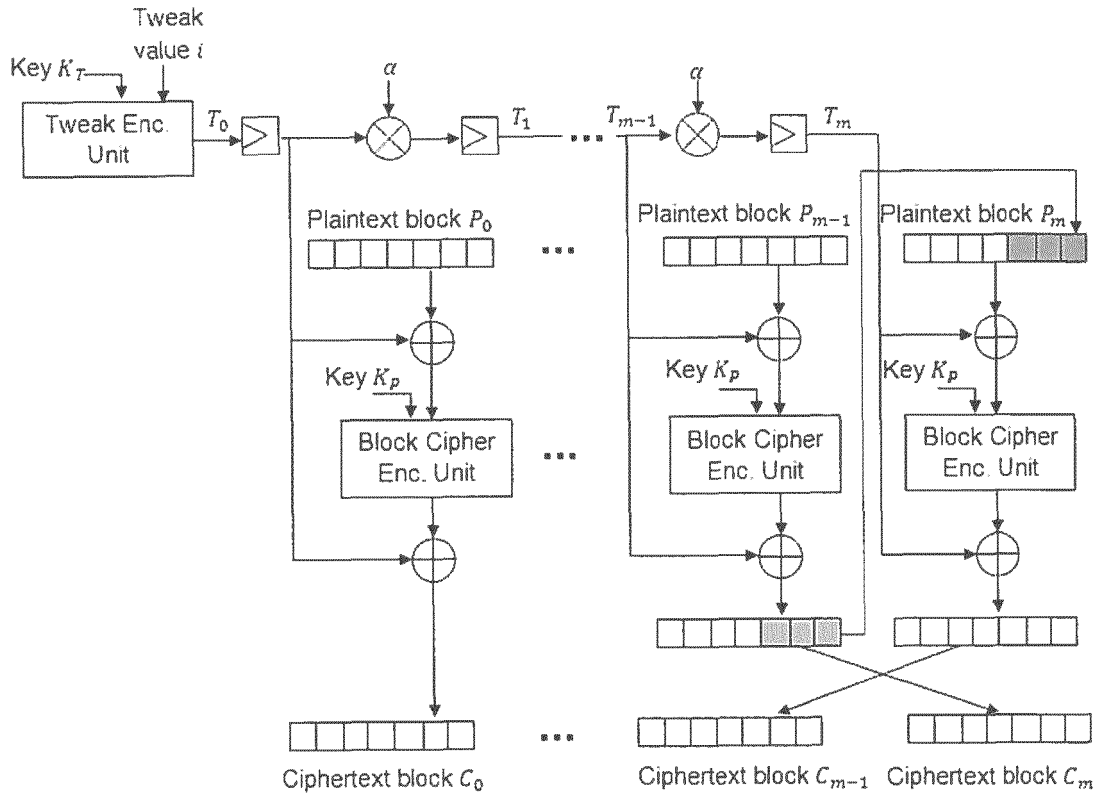 Tweak
value i
Key K_T
Tweak Enc.
Unit
T_0
α
T_1
T_{m-1}
α
T_m
Plaintext block P_0
Plaintext block P_{m-1}
Plaintext block P_m
Key K_p
Key K_p
Key K_p
Block Cipher
Enc. Unit
Block Cipher
Enc. Unit
Block Cipher
Enc. Unit
Ciphertext block C_0
Ciphertext block C_{m-1}
Ciphertext block C_m